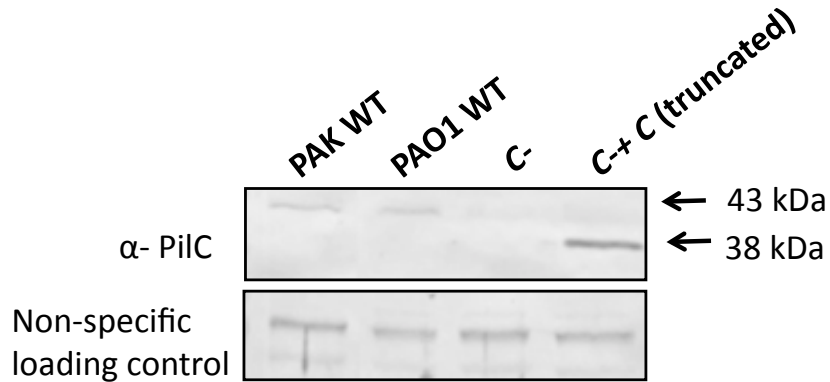 PAK WT
PAO1 WT
C-
C-+ C (truncated)
43 kDa
α- PilC
38 kDa
Non-specific
loading control